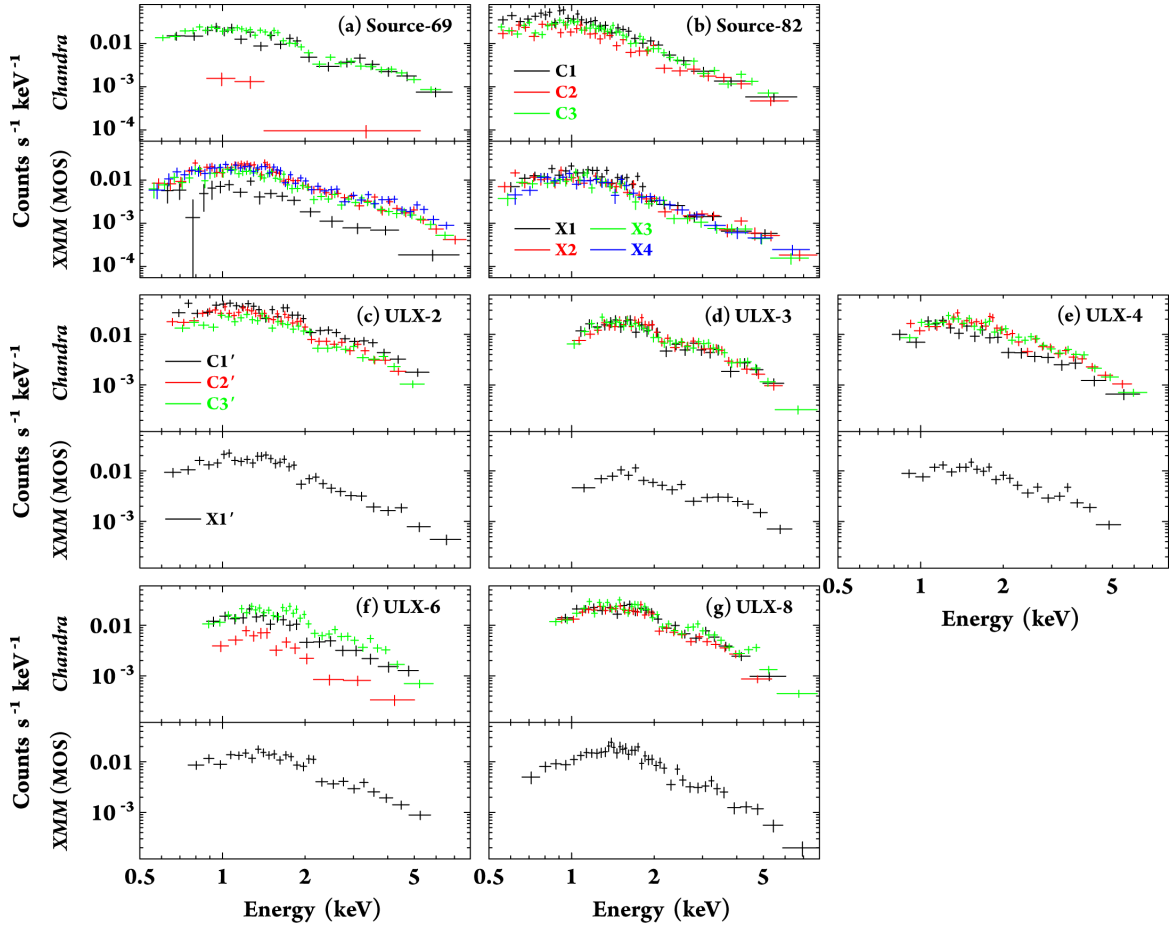 (a) Source-69
(b) Source-82
0.01
10⁻³
10⁻⁴
C1
C2
C3
Counts s⁻¹ keV⁻¹
Chandra
XMM (MOS)
0.01
10⁻³
10⁻⁴
X1
X2
X3
X4
(c) ULX-2
(d) ULX-3
(e) ULX-4
0.01
10⁻³
C1′
C2′
C3′
Counts s⁻¹ keV⁻¹
Chandra
XMM (MOS)
0.01
10⁻³
X1′
0.5
1
2
5
Energy (keV)
(f) ULX-6
(g) ULX-8
0.01
10⁻³
Counts s⁻¹ keV⁻¹
Chandra
XMM (MOS)
0.01
10⁻³
0.5
1
2
5
0.5
1
2
5
Energy (keV)
Energy (keV)